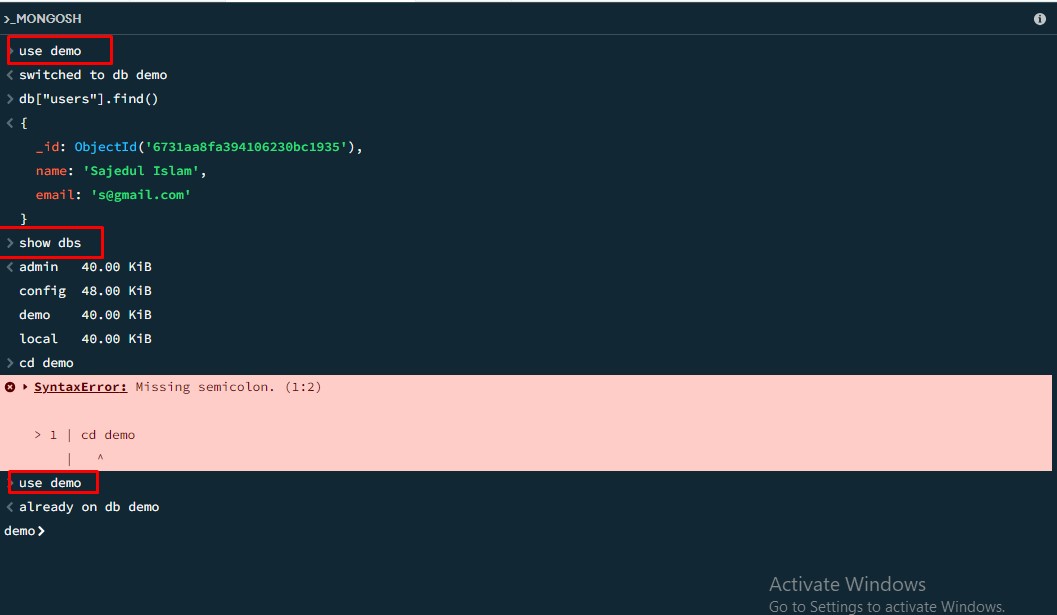 >_MONGOSH
> use demo
< switched to db demo
> db["users"].find()
< {
_id: ObjectId('6731aa8fa394106230bc1935'),
name: 'Sajedul Islam',
email: 's@gmail.com'
}
> show dbs
< admin 40.00 KiB
config 48.00 KiB
demo 40.00 KiB
local 40.00 KiB
> cd demo
SyntaxError: Missing semicolon. (1:2)
> 1 | cd demo
| ^
> use demo
< already on db demo
demo>
Activate Windows
Go to Settings to activate Windows.